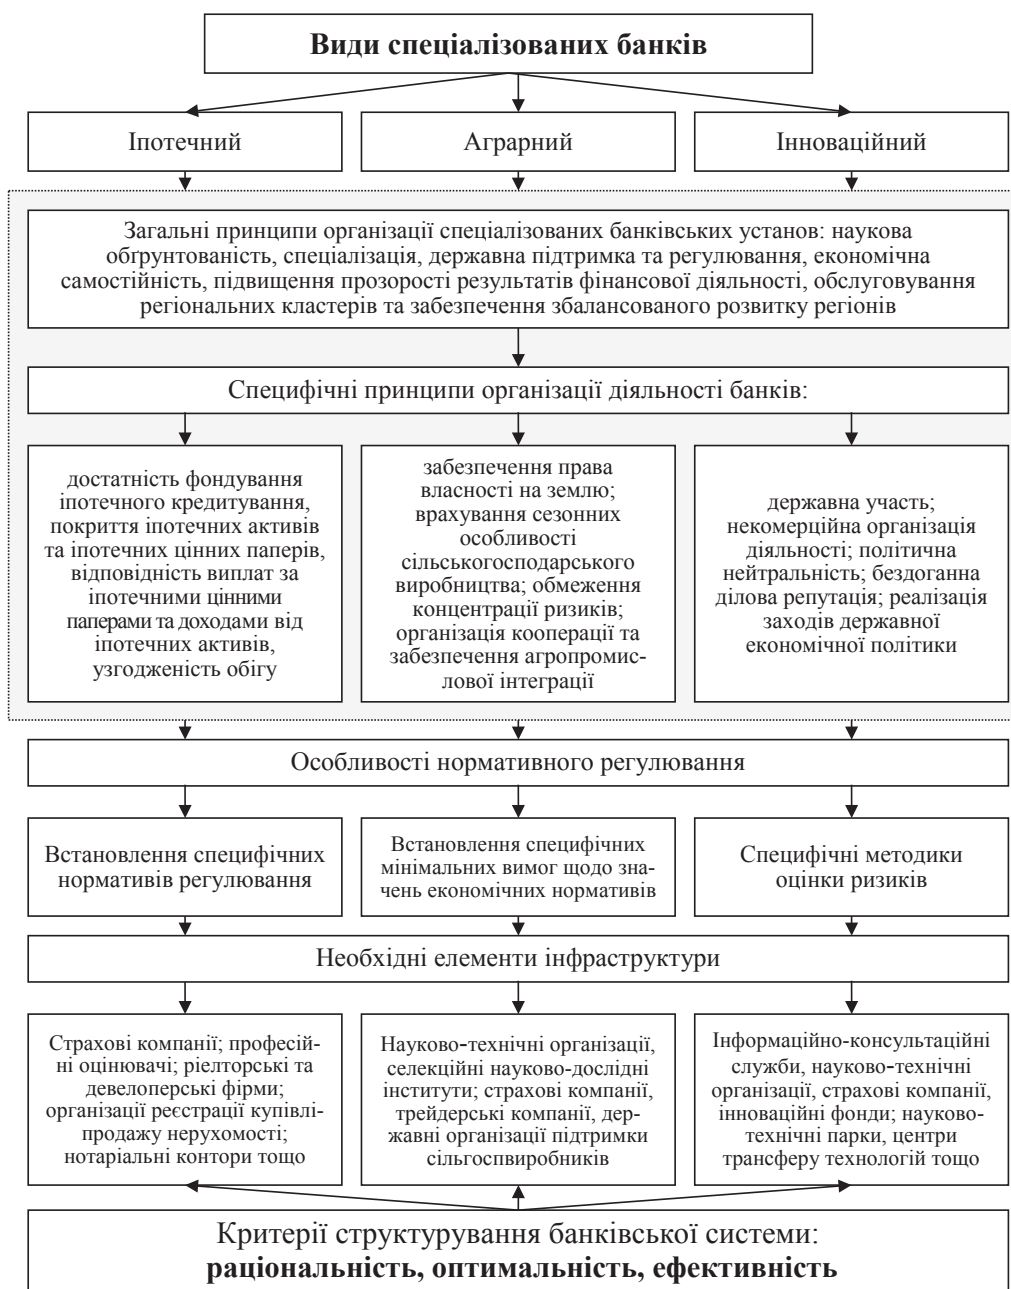 Види спеціалізованих банків
Іпотечний
Аграрний
Інноваційний
Загальні принципи організації спеціалізованих банківських установ: наукова
обґрунтованість, спеціалізація, державна підтримка та регулювання, економічна
самостійність, підвищення прозорості результатів фінансової діяльності, обслуговування
регіональних кластерів та забезпечення збалансованого розвитку регіонів
Специфічні принципи організації діяльності банків:
достатність фондування
іпотечного кредитування,
покриття іпотечних активів
та іпотечних цінних паперів,
відповідність виплат за
іпотечними цінними
паперами та доходами від
іпотечних активів,
узгодженість обігу
забезпечення права
власності на землю;
врахування сезонних
особливості
сільськогосподарського
виробництва; обмеження
концентрації ризиків;
організація кооперації та
забезпечення агропромис-
лової інтеграції
державна участь;
некомерційна організація
діяльності; політична
нейтральність; бездоганна
ділова репутація; реалізація
заходів державної
економічної політики
Особливості нормативного регулювання
Встановлення специфічних
нормативів регулювання
Встановлення специфічних
мінімальних вимог щодо зна-
чень економічних нормативів
Специфічні методики
оцінки ризиків
Необхідні елементи інфраструктури
Страхові компанії; професій-
ні оцінювачі; ріелторські та
девелоперські фірми;
організації реєстрації купівлі-
продажу нерухомості;
нотаріальні контори тощо
Науково-технічні організації,
селекційні науково-дослідні
інститути; страхові компанії,
трейдерські компанії, дер-
жавні організації підтримки
сільгоспвиробників
Інформаційно-консультаційні
служби, науково-технічні
організації, страхові компанії,
інноваційні фонди; науково-
технічні парки, центри
трансферу технологій тощо
Критерії структурування банківської системи:
раціональність, оптимальність, ефективність